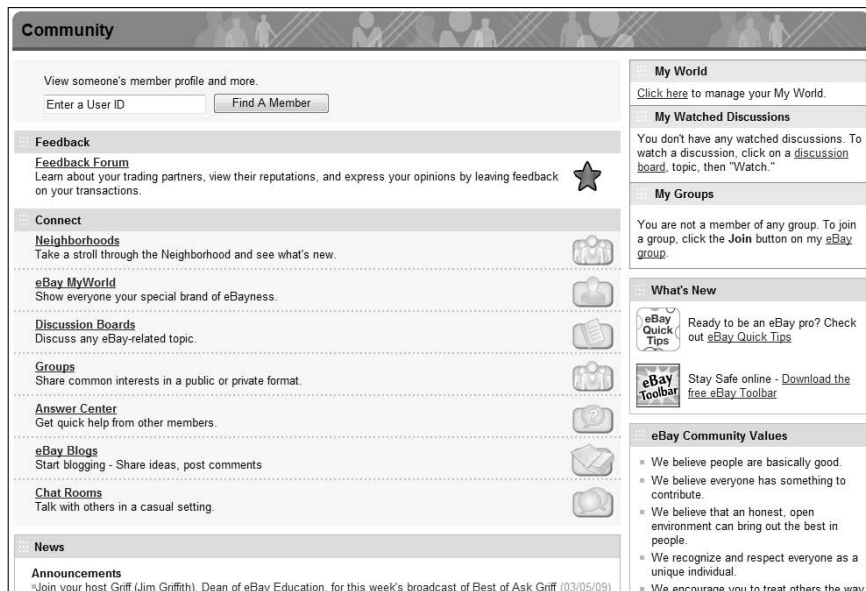 Community
View someone's member profile and more.
Enter a User ID
Find A Member
Feedback
Feedback Forum
Learn about your trading partners, view their reputations, and express your opinions by leaving feedback
on your transactions.
Connect
Neighborhoods
Take a stroll through the Neighborhood and see what's new.
eBay MyWorld
Show everyone your special brand of eBayness.
Discussion Boards
Discuss any eBay-related topic.
Groups
Share common interests in a public or private format.
Answer Center
Get quick help from other members.
eBay Blogs
Start blogging - Share ideas, post comments
Chat Rooms
Talk with others in a casual setting.
News
Announcements
Join your host Griff (Jim Griffith), Dean of eBay Education, for this week's broadcast of Best of Ask Griff (03/05/09)
My World
Click here to manage your My World.
My Watched Discussions
You don't have any watched discussions. To
watch a discussion, click on a discussion
board, topic, then "Watch."
My Groups
You are not a member of any group. To join
a group, click the Join button on my eBay
group.
What's New
eBay
Quick
Tips
Ready to be an eBay pro? Check
out eBay Quick Tips
eBay
Toolbar
Stay Safe online - Download the
free eBay Toolbar
eBay Community Values
We believe people are basically good.
We believe everyone has something to
contribute.
We believe that an honest, open
environment can bring out the best in
people.
We recognize and respect everyone as a
unique individual.
We encourage you to treat others the way